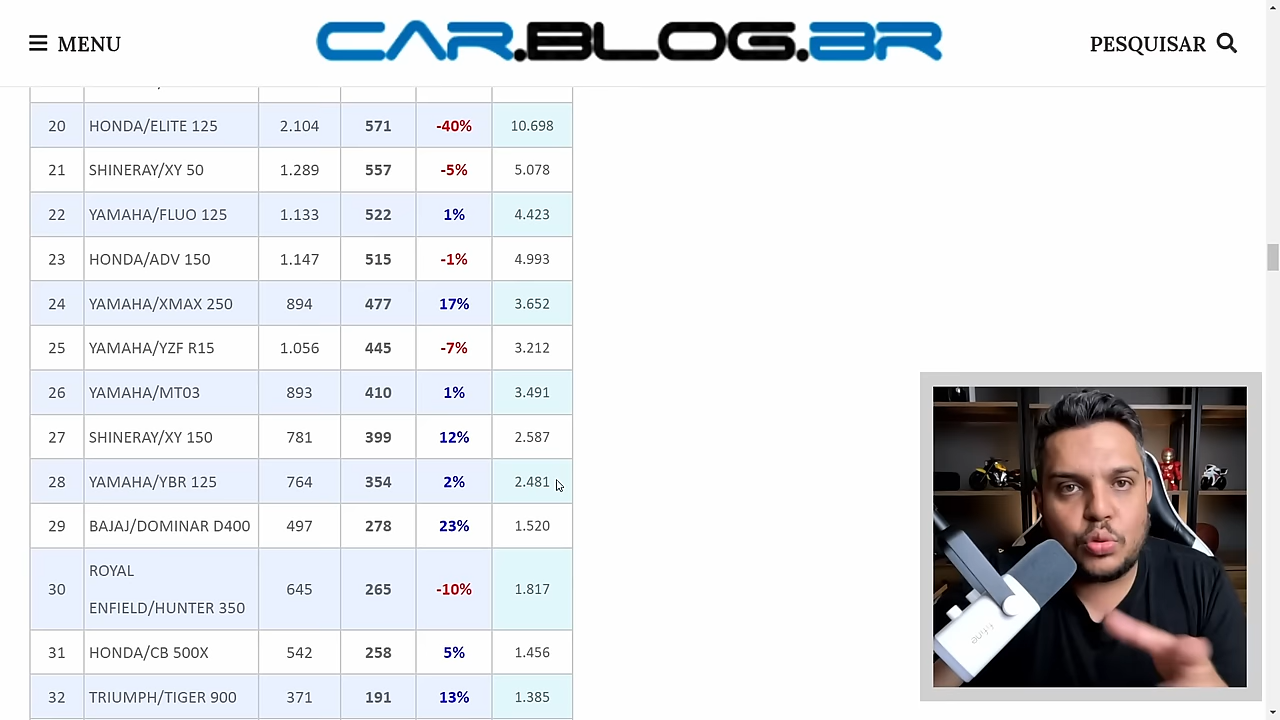 MENU
CAR.BLOG.BR
PESQUISAR
20 HONDA/ELITE 125 2.104 571 -40% 10.698
21 SHINERAY/XY 50 1.289 557 -5% 5.078
22 YAMAHA/FLUO 125 1.133 522 1% 4.423
23 HONDA/ADV 150 1.147 515 -1% 4.993
24 YAMAHA/XMAX 250 894 477 17% 3.652
25 YAMAHA/YZF R15 1.056 445 -7% 3.212
26 YAMAHA/MT03 893 410 1% 3.491
27 SHINERAY/XY 150 781 399 12% 2.587
28 YAMAHA/YBR 125 774 354 2% 2.481
29 BAJAJ/DOMINAR D400 497 278 23% 1.520
30 ROYAL
ENFIELD/HUNTER 350 645 265 -10% 1.817
31 HONDA/CB 500X 542 258 5% 1.456
32 TRIUMPH/TIGER 900 371 191 13% 1.385
fifine